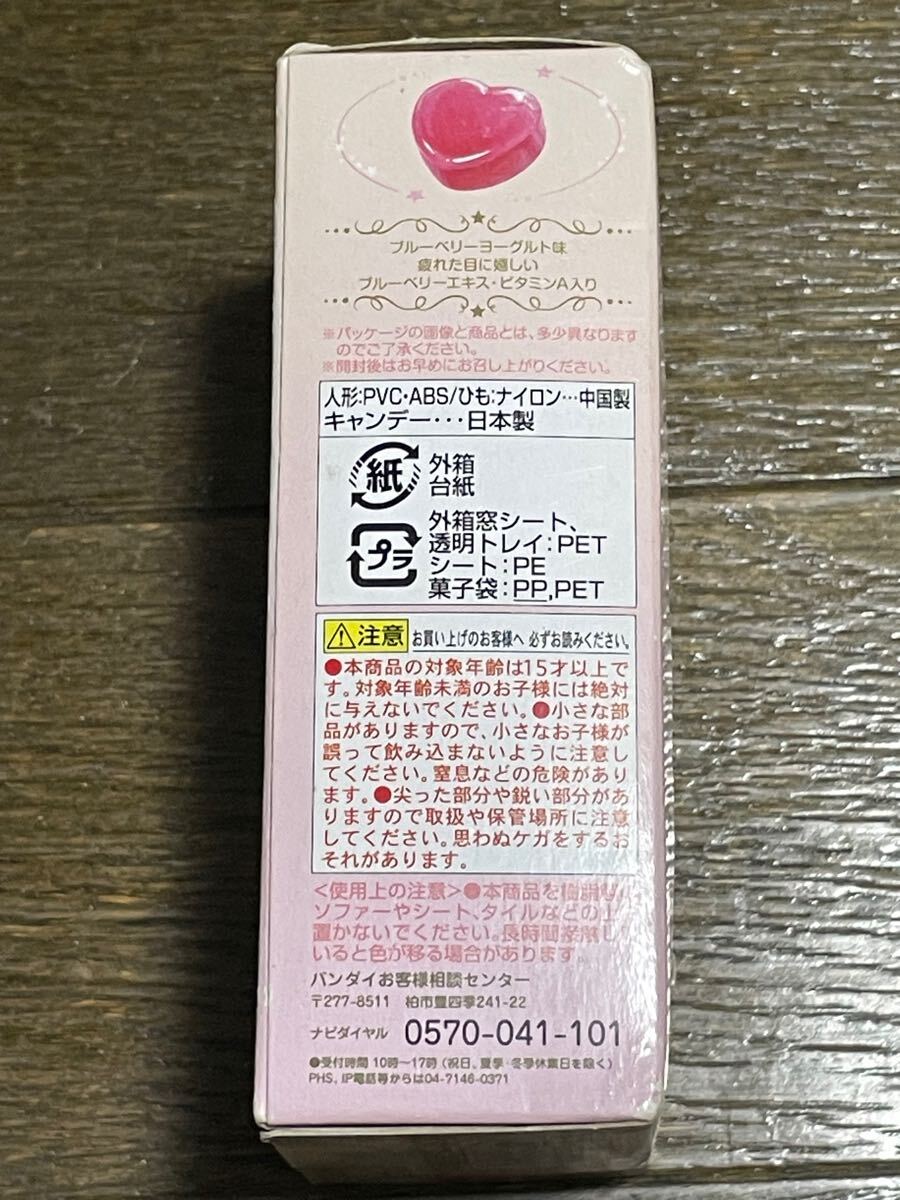 ブルーベリーヨーグルト味
疲れた目に嬉しい
ブルーベリーエキス・ビタミンA入り
※パッケージの画像と商品とは、多少異なります
のでご了承ください。
※開封後はお早めにお召し上がりください。
人形:PVC・ABS/ひも:ナイロン…中国製
キャンデー・・・日本製
紙
外箱
台紙
プラ
外箱窓シート、
透明トレイ:PET
シート:PE
菓子袋:PP,PET
注意 お買い上げのお客様へ 必ずお読みください。
●本商品の対象年齢は15才以上で
す。対象年齢未満のお子様には絶対
に与えないでください。●小さな部
品がありますので、小さなお子様が
誤って飲み込まないように注意し
てください。窒息などの危険があり
ます。●尖った部分や鋭い部分があ
りますので取扱や保管場所に注意
してください。思わぬケガをするお
それがあります。
<使用上の注意>●本商品を樹脂
ソファーやシート、タイルなどの上
置かないでください。長時間密着し
いると色が移る場合があります。
バンダイお客様相談センター
〒277-8511 柏市豊四季241-22
ナビダイヤル 0570-041-101
●受付時間 10時〜17時 (祝日、夏季・冬季休業日を除く)
PHS、IP電話等からは04-7146-0371